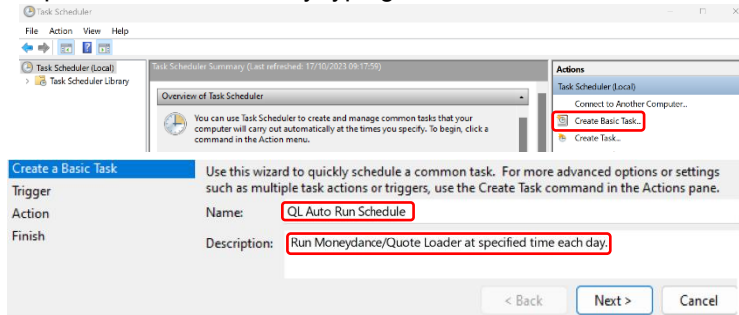 Task Scheduler
File Action View Help
Task Scheduler (Local)
Task Scheduler Library
Task Scheduler Summary (Last refreshed: 17/10/2023 09:17:59)
Overview of Task Scheduler
You can use Task Scheduler to create and manage common tasks that your
computer will carry out automatically at the times you specify. To begin, click a
command in the Action menu.
Actions
Task Scheduler (Local)
Connect to Another Computer...
Create Basic Task...
Create Task...
Create a Basic Task
Trigger
Action
Finish
Use this wizard to quickly schedule a common task. For more advanced options or settings
such as multiple task actions or triggers, use the Create Task command in the Actions pane.
Name: QL Auto Run Schedule
Description: Run Moneydance/Quote Loader at specified time each day.
< Back Next > Cancel